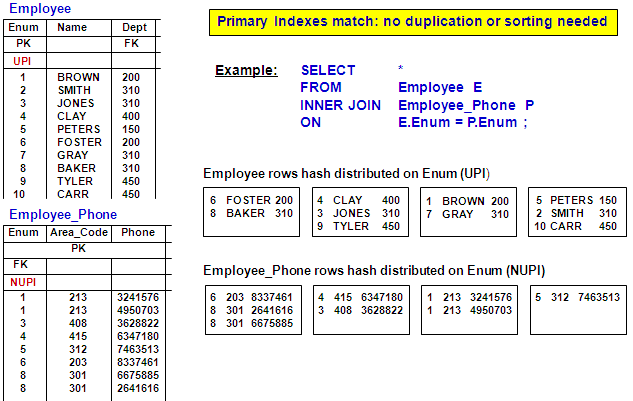 Employee
Enum Name Dept
PK FK
UPI
1 BROWN 200
2 SMITH 310
3 JONES 310
4 CLAY 400
5 PETERS 150
6 FOSTER 200
7 GRAY 310
8 BAKER 310
9 TYLER 450
10 CARR 450
Employee_Phone
Enum Area_Code Phone
PK
FK
NUPI
1 213 3241576
1 213 4950703
3 408 3628822
4 415 6347180
5 312 7463513
6 203 8337461
8 301 6675885
8 301 2641616
Primary Indexes match: no duplication or sorting needed
Example: SELECT *
FROM Employee E
INNER JOIN Employee_Phone P
ON E.Enum = P.Enum ;
Employee rows hash distributed on Enum (UPI)
6 FOSTER 200
8 BAKER 310
4 CLAY 400
3 JONES 310
9 TYLER 450
1 BROWN 200
7 GRAY 310
5 PETERS 150
2 SMITH 310
10 CARR 450
Employee_Phone rows hash distributed on Enum (NUPI)
6 203 8337461
8 301 2641616
8 301 6675885
4 415 6347180
3 408 3628822
1 213 3241576
1 213 4950703
5 312 7463513